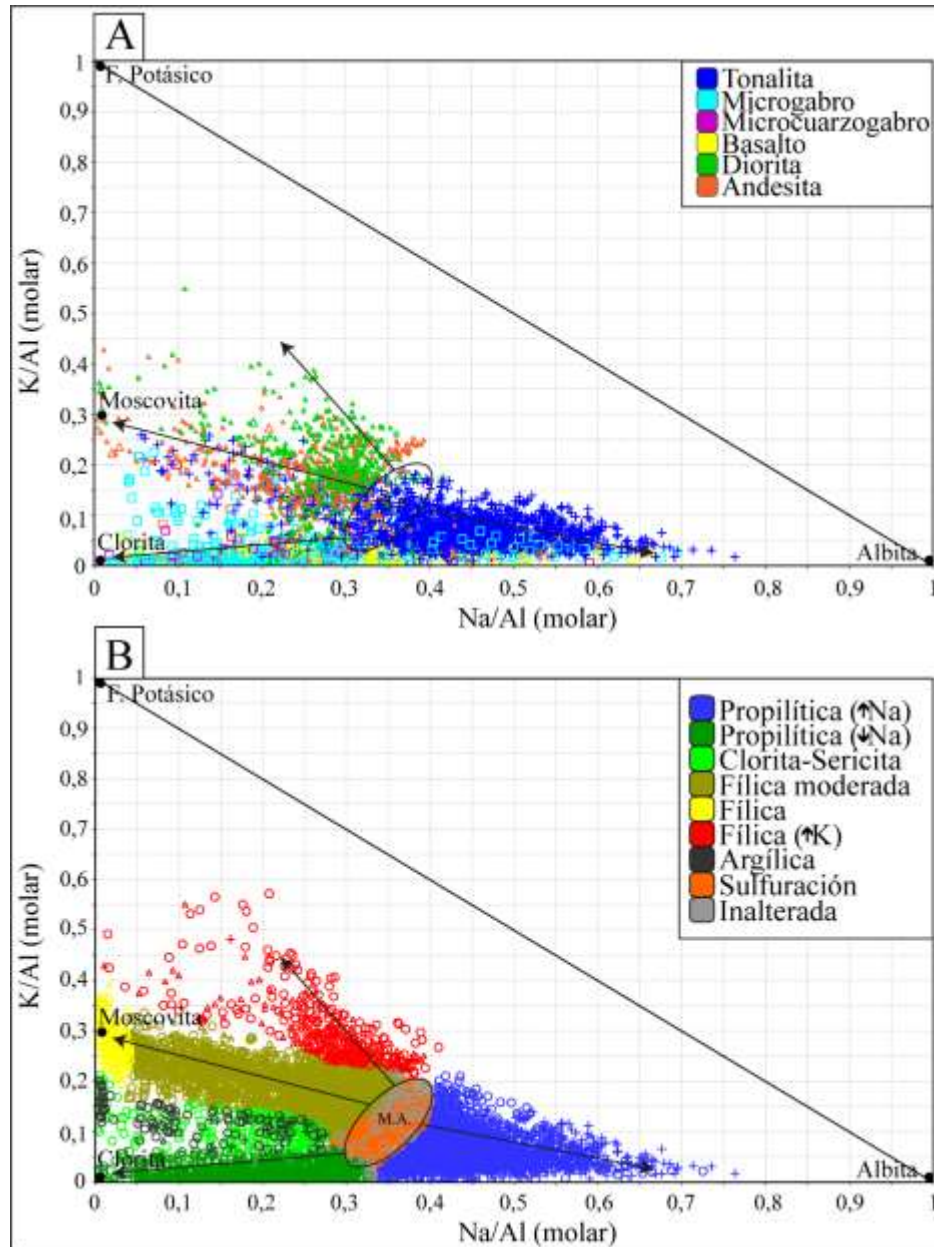 A
1
F. Potásico
0,9
0,8
0,7
0,6
0,5
0,4
0,3
0,2
0,1
0
K/Al (molar)
Tonalita
Microgabro
Microcuarzogabro
Basalto
Diorita
Andesita
Moscovita
Clorita
Albita
0 0,1 0,2 0,3 0,4 0,5 0,6 0,7 0,8 0,9 1
Na/Al (molar)
B
1
F. Potásico
0,9
0,8
0,7
0,6
0,5
0,4
0,3
0,2
0,1
0
K/Al (molar)
Propilítica (↑Na)
Propilítica (↓Na)
Clorita-Sericita
Fílica moderada
Fílica
Fílica (↑K)
Argílica
Sulfuración
Inalterada
Moscovita
M.A.
Clorita
Albita
0 0,1 0,2 0,3 0,4 0,5 0,6 0,7 0,8 0,9 1
Na/Al (molar)